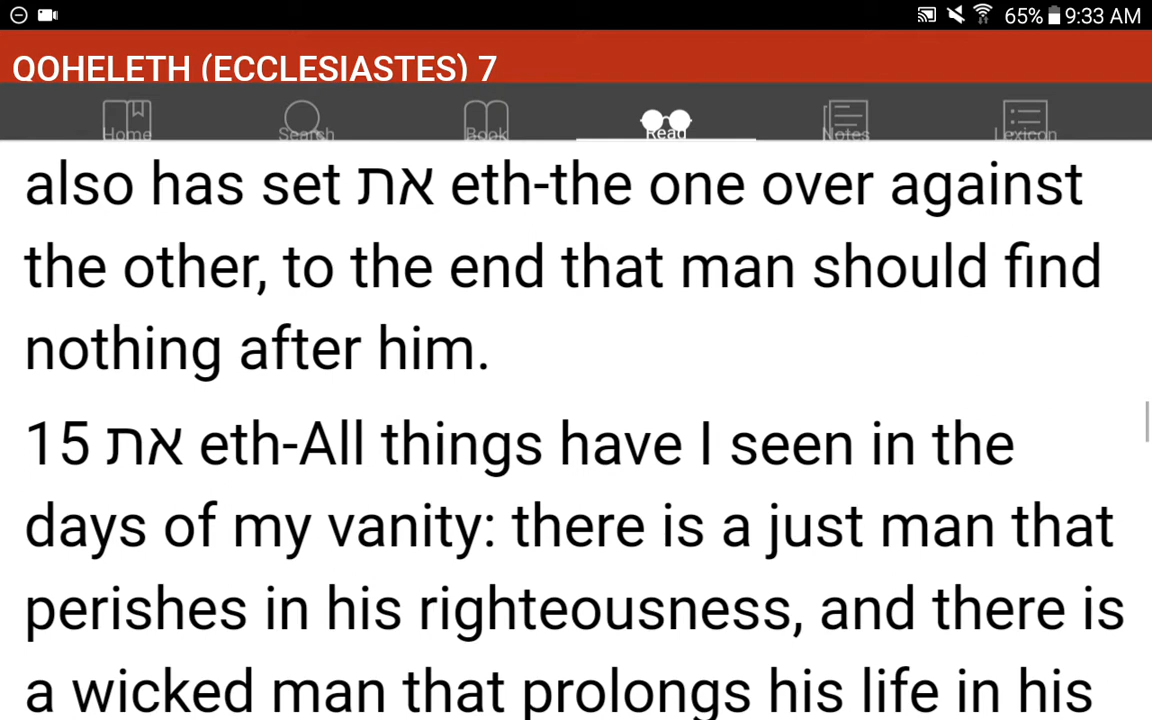 65% 9:33 AM
QOHELETH (ECCLESIASTES) 7
Home Search Book Read Notes Lexicon
also has set את eth-the one over against
the other, to the end that man should find
nothing after him.
15 את eth-All things have I seen in the
days of my vanity: there is a just man that
perishes in his righteousness, and there is
a wicked man that prolongs his life in his